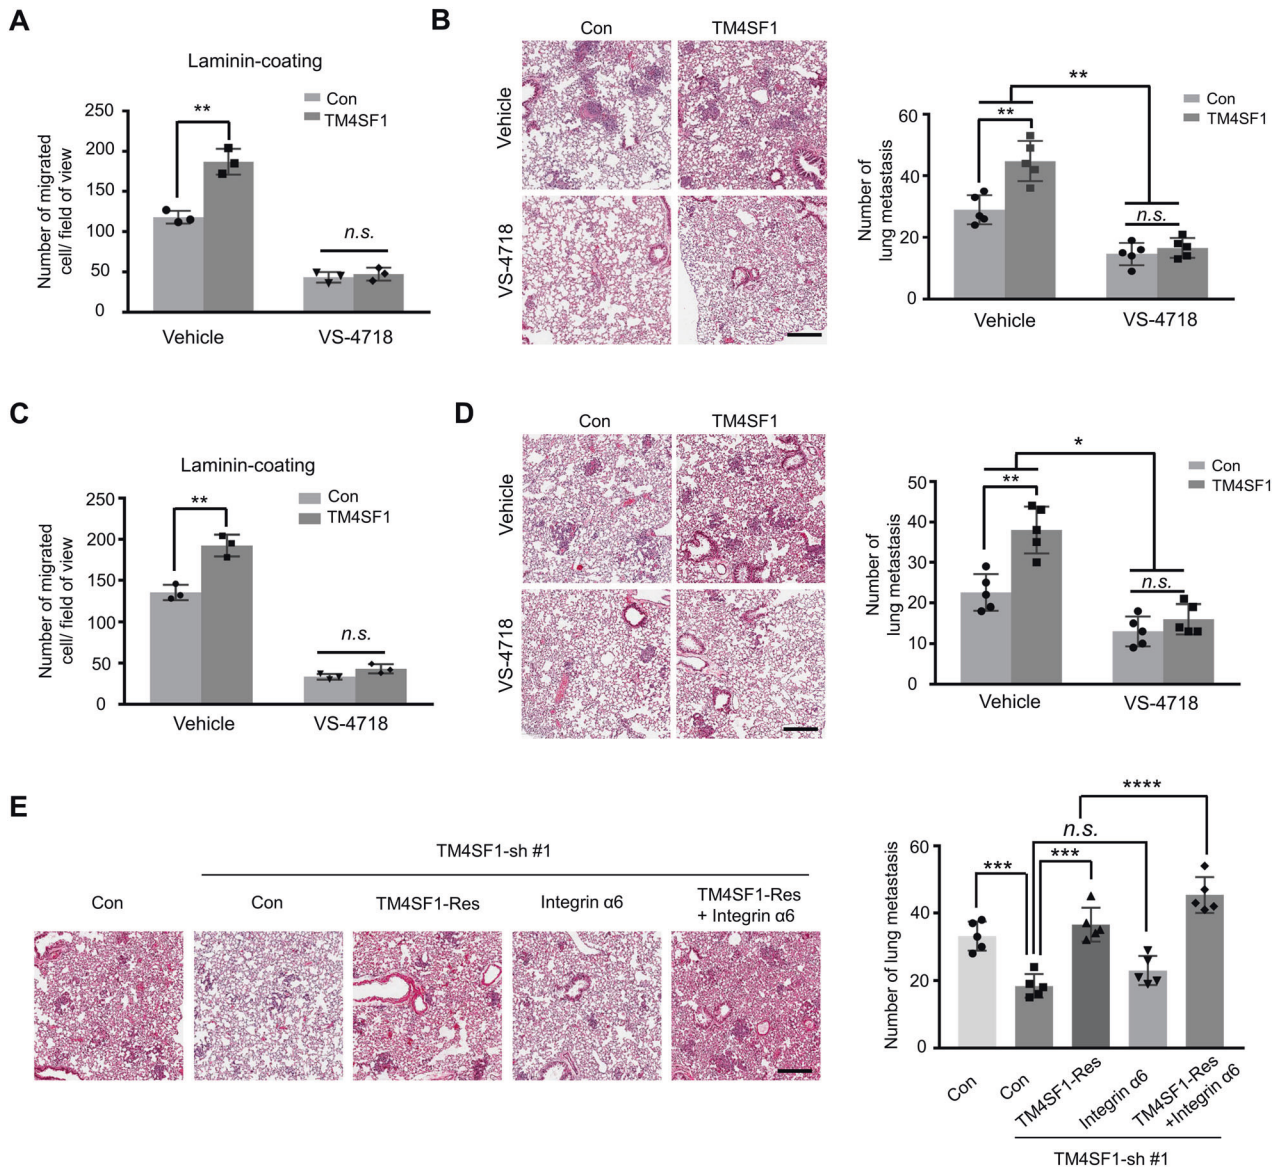 A
Laminin-coating
Number of migrated
cell/ field of view
250
200
150
100
50
0
**
n.s.
Con
TM4SF1
Vehicle
VS-4718
B
Con
TM4SF1
Vehicle
VS-4718
Number of
lung metastasis
60
40
20
0
**
**
n.s.
Con
TM4SF1
Vehicle
VS-4718
C
Laminin-coating
Number of migrated
cell/ field of view
250
200
150
100
50
0
**
n.s.
Con
TM4SF1
Vehicle
VS-4718
D
Con
TM4SF1
Vehicle
VS-4718
Number of
lung metastasis
50
40
30
20
10
0
*
**
n.s.
Con
TM4SF1
Vehicle
VS-4718
E
TM4SF1-sh #1
Con
Con
TM4SF1-Res
Integrin α6
TM4SF1-Res
+ Integrin α6
Number of lung metastasis
60
40
20
0
****
n.s.
***
***
Con
Con
TM4SF1-Res
Integrin α6
TM4SF1-Res
+Integrin α6
TM4SF1-sh #1